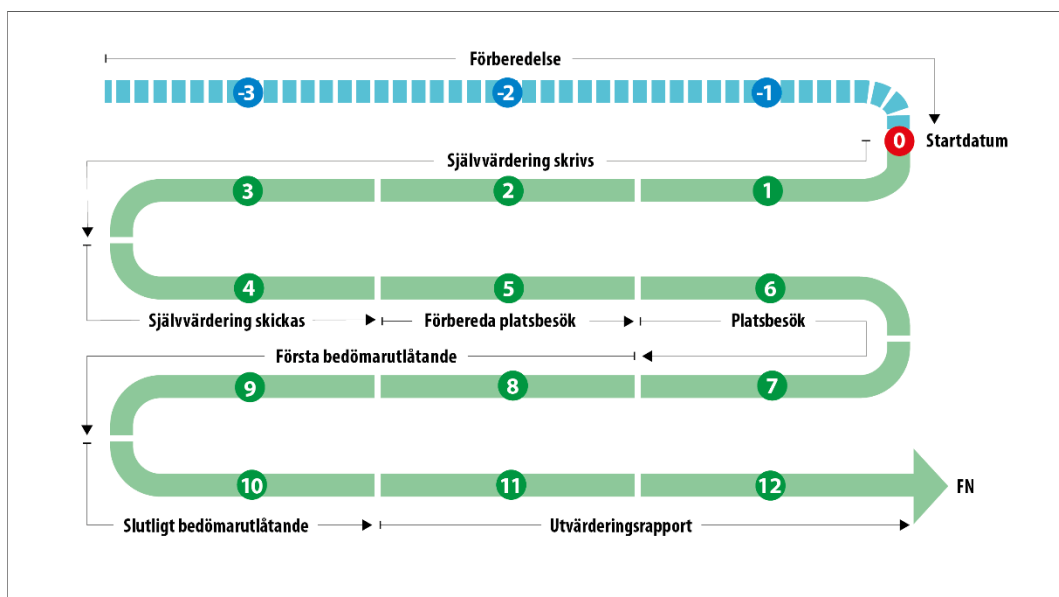 Förberedelse
-3 -2 -1
0 Startdatum
Självvärdering skrivs
3 2 1
4 5 6
Självvärdering skickas Förbereda platsbesök Platsbesök
Första bedömarutlåtande
9 8 7
10 11 12 FN
Slutligt bedömarutlåtande Utvärderingsrapport